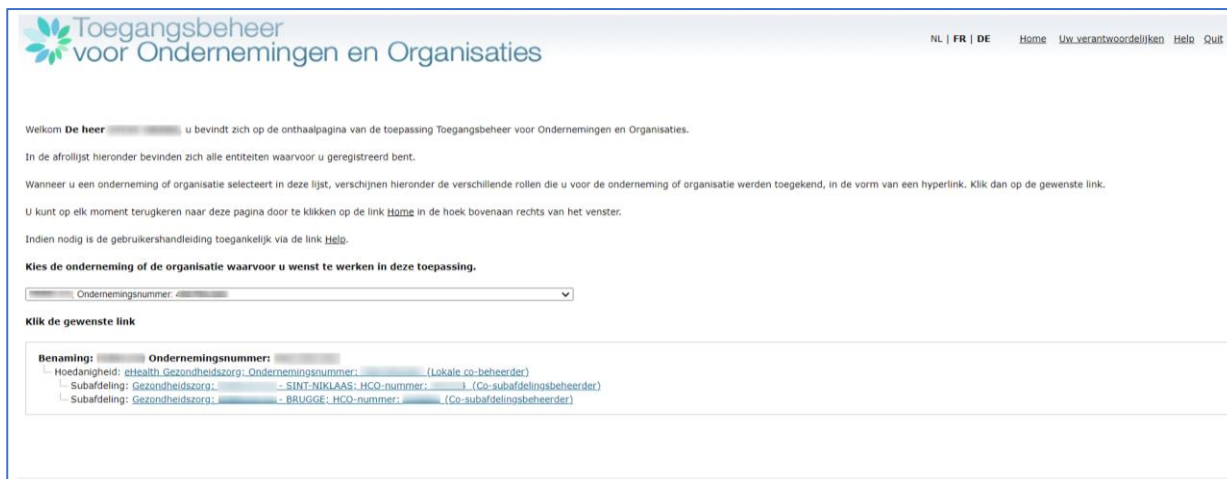 Toegangsbeheer
voor Ondernemingen en Organisaties
NL | FR | DE Home Uw verantwoordelijken Help Quit
Welkom De heer , u bevindt zich op de onthaalpagina van de toepassing Toegangsbeheer voor Ondernemingen en Organisaties.
In de afrollijst hieronder bevinden zich alle entiteiten waarvoor u geregistreerd bent.
Wanneer u een onderneming of organisatie selecteert in deze lijst, verschijnen hieronder de verschillende rollen die u voor de onderneming of organisatie werden toegekend, in de vorm van een hyperlink. Klik dan op de gewenste link.
U kunt op elk moment terugkeren naar deze pagina door te klikken op de link Home in de hoek bovenaan rechts van het venster.
Indien nodig is de gebruikershandleiding toegankelijk via de link Help.
Kies de onderneming of de organisatie waarvoor u wenst te werken in deze toepassing.
Ondernemingsnummer:
Klik de gewenste link
Benaming: Ondernemingsnummer:
Hoedanigheid: eHealth Gezondheidszorg; Ondernemingsnummer: (Lokale co-beheerder)
Subafdeling: Gezondheidszorg: - SINT-NIKLAAS; HCO-nummer: (Co-subafdelingsbeheerder)
Subafdeling: Gezondheidszorg: - BRUGGE; HCO-nummer: (Co-subafdelingsbeheerder)